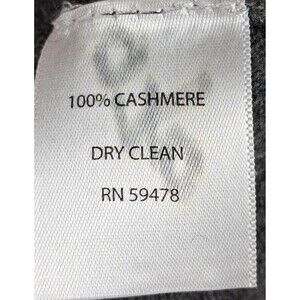 100% CASHMERE
DRY CLEAN
RN 59478